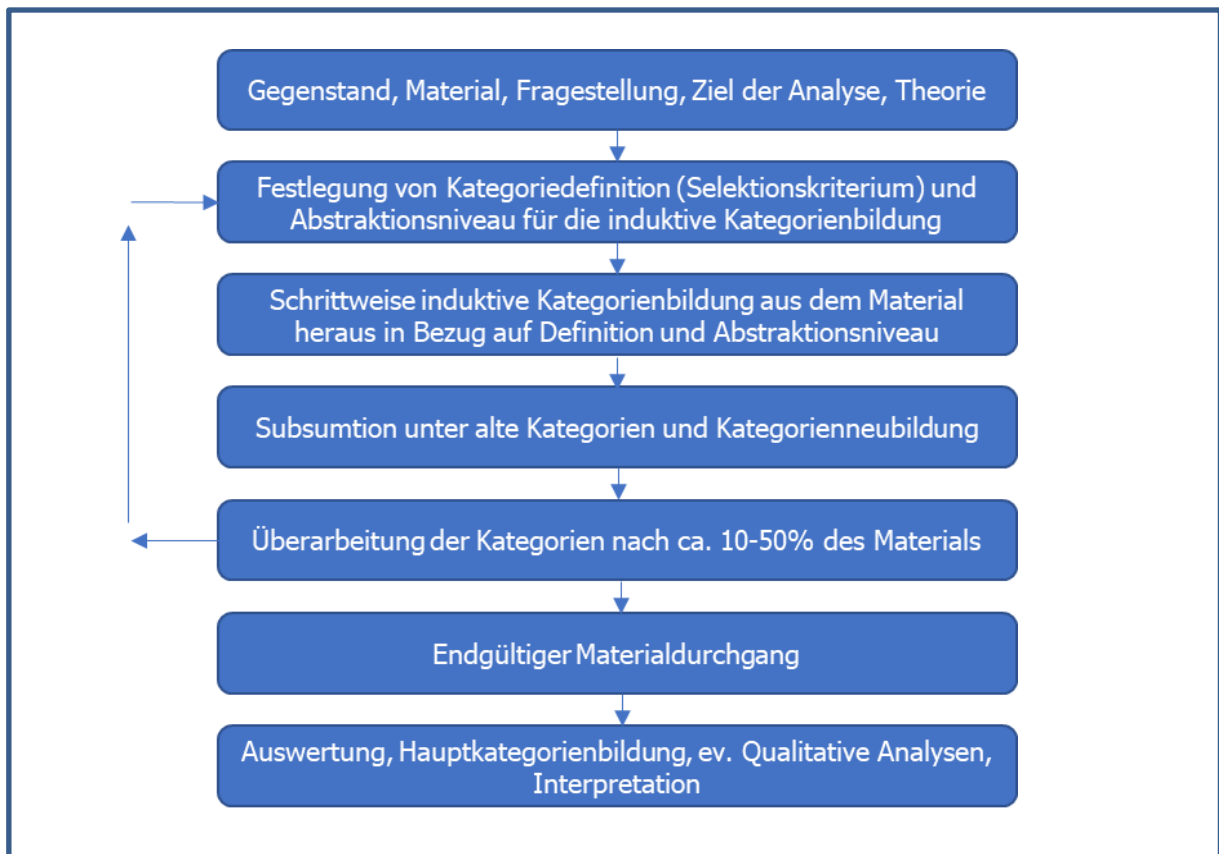 Gegenstand, Material, Fragestellung, Ziel der Analyse, Theorie
Festlegung von Kategoriedefinition (Selektionskriterium) und
Abstraktionsniveau für die induktive Kategorienbildung
Schrittweise induktive Kategorienbildung aus dem Material
heraus in Bezug auf Definition und Abstraktionsniveau
Subsumtion unter alte Kategorien und Kategorienneubildung
Überarbeitung der Kategorien nach ca. 10-50% des Materials
Endgültiger Materialdurchgang
Auswertung, Hauptkategorienbildung, ev. Qualitative Analysen,
Interpretation